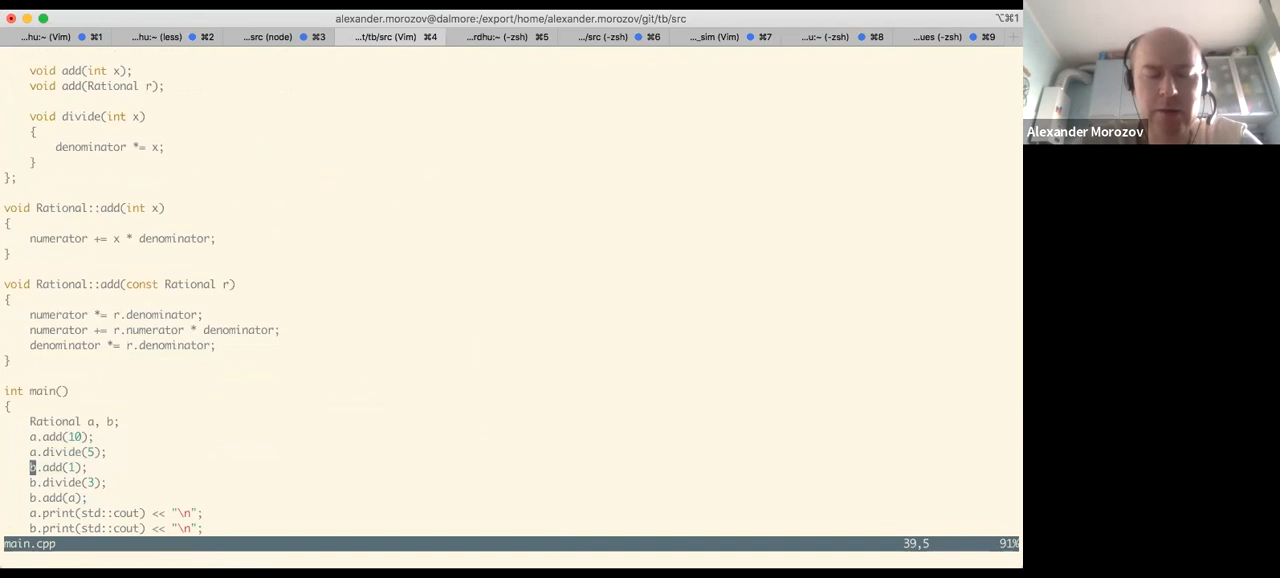 alexander.morozov@dalmore:/export/home/alexander.morozov/git/tb/src
⌥⌘1
...hu:~ (Vim) ⌘1 ...hu:~ (less) ⌘2 ...src (node) ⌘3 ...t/tb/src (Vim) ⌘4 ...rdhu:~ (-zsh) ⌘5 .../src (-zsh) ⌘6 ..._sim (Vim) ⌘7 ...u:~ (-zsh) ⌘8 ...ues (-zsh) ⌘9
void add(int x);
void add(Rational r);
void divide(int x)
{
denominator *= x;
}
};
void Rational::add(int x)
{
numerator += x * denominator;
}
void Rational::add(const Rational r)
{
numerator *= r.denominator;
numerator += r.numerator * denominator;
denominator *= r.denominator;
}
int main()
{
Rational a, b;
a.add(10);
a.divide(5);
b.add(1);
b.divide(3);
b.add(a);
a.print(std::cout) << "\n";
b.print(std::cout) << "\n";
main.cpp 39,5 91%
Alexander Morozov